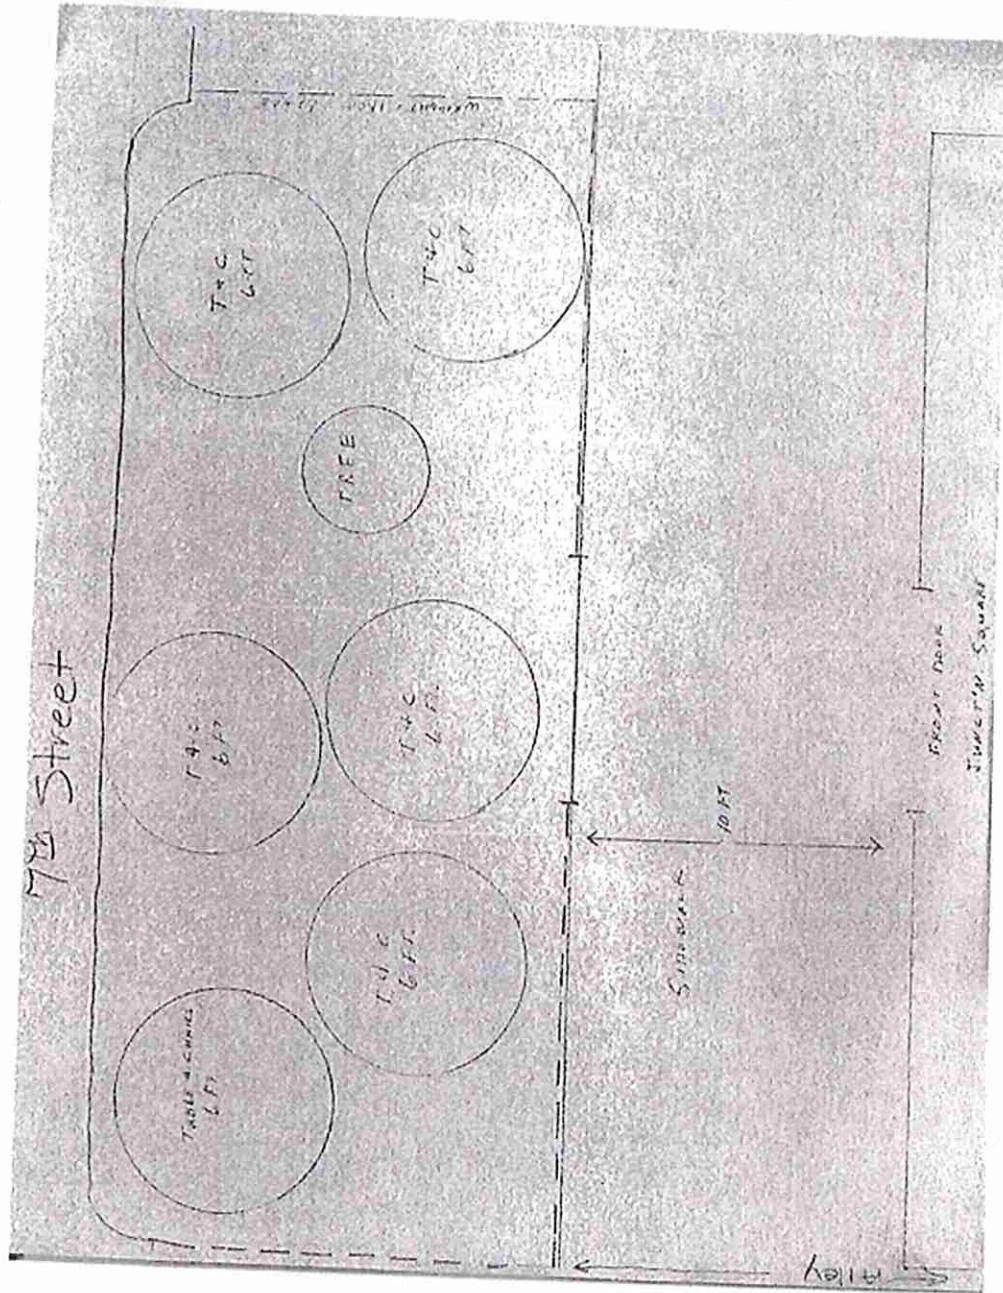 7th Street
T & C
6 FT
T & C
6 FT
TREE
T & C
6 FT
T & C
6 FT.
T & C
6 FT.
TABLE & CHAIRS
6 FT
10 FT
SIDEWALK
FRONT DOOR
JUNCT'N SQUARE
Alley